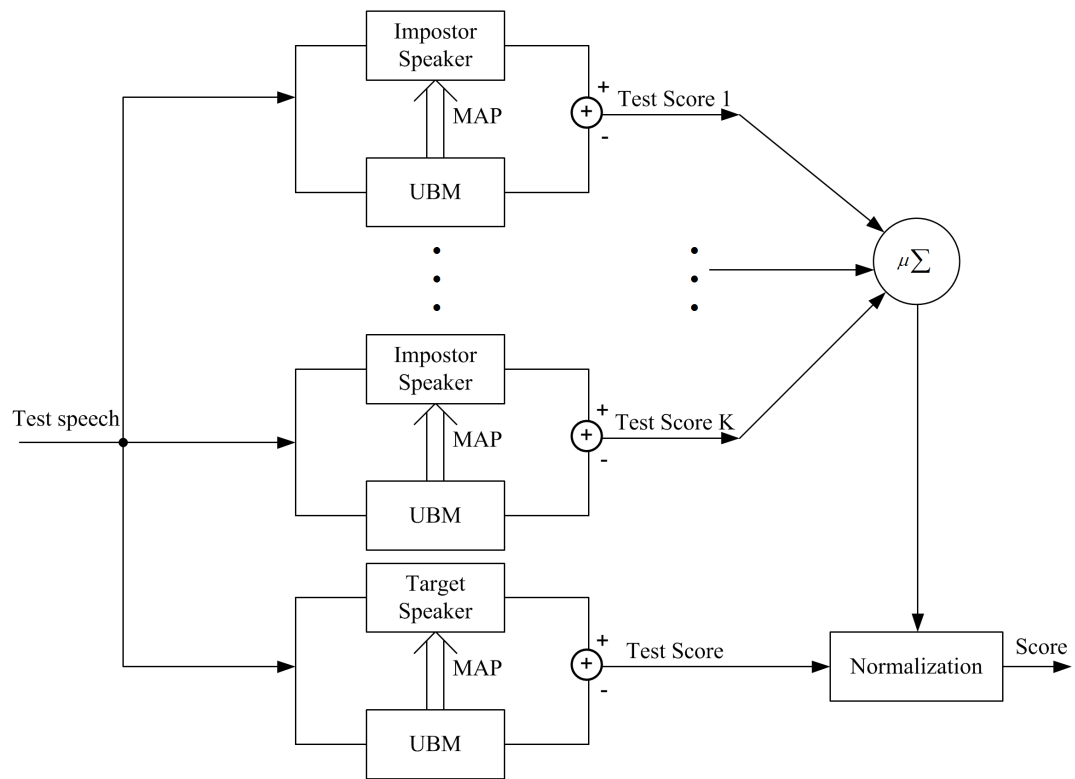 Impostor
Speaker
+
Test Score 1
MAP
+
-
UBM
μ∑
Impostor
Speaker
Test speech
+
Test Score K
MAP
+
-
UBM
Target
Speaker
+
Test Score
MAP
+
-
Normalization
Score
UBM